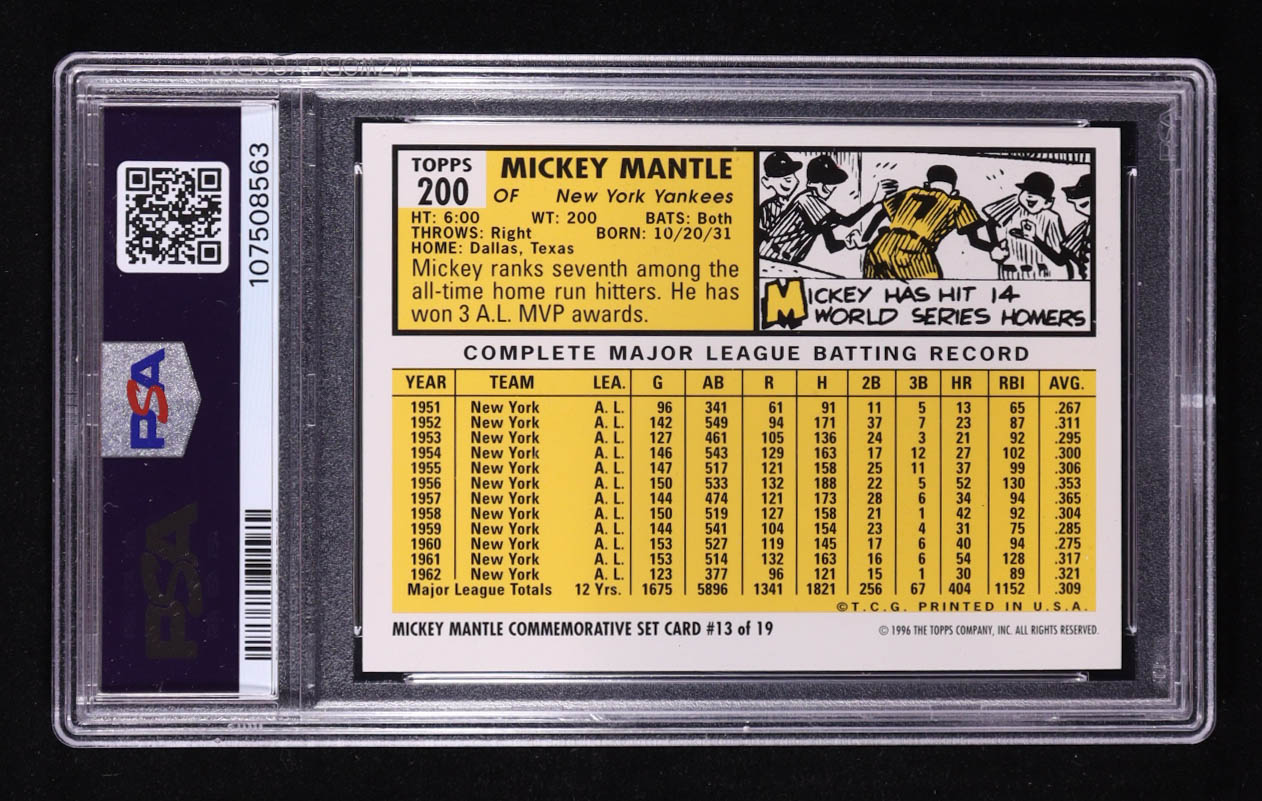 107508563
PSA
PSA
TOPPS
200
MICKEY MANTLE
OF New York Yankees
HT: 6:00 WT: 200 BATS: Both
THROWS: Right BORN: 10/20/31
HOME: Dallas, Texas
Mickey ranks seventh among the
all-time home run hitters. He has
won 3 A.L. MVP awards.
7
MICKEY HAS HIT 14
WORLD SERIES HOMERS
COMPLETE MAJOR LEAGUE BATTING RECORD
YEAR TEAM LEA. G AB R H 2B 3B HR RBI AVG.
1951 New York A. L. 96 341 61 91 11 5 13 65 .267
1952 New York A. L. 142 549 94 171 37 7 23 87 .311
1953 New York A. L. 127 461 105 136 24 3 21 92 .295
1954 New York A. L. 146 543 129 163 17 12 27 102 .300
1955 New York A. L. 147 517 121 158 25 11 37 99 .306
1956 New York A. L. 150 533 132 188 22 5 52 130 .353
1957 New York A. L. 144 474 121 173 28 6 34 94 .365
1958 New York A. L. 150 519 127 158 21 1 42 92 .304
1959 New York A. L. 144 541 104 154 23 4 31 75 .285
1960 New York A. L. 153 527 119 145 17 6 40 94 .275
1961 New York A. L. 153 514 132 163 16 6 54 128 .317
1962 New York A. L. 123 377 96 121 15 1 30 89 .321
Major League Totals 12 Yrs. 1675 5896 1341 1821 256 67 404 1152 .309
©T.C.G. PRINTED IN U.S.A.
MICKEY MANTLE COMMEMORATIVE SET CARD #13 of 19
© 1996 THE TOPPS COMPANY, INC. ALL RIGHTS RESERVED.